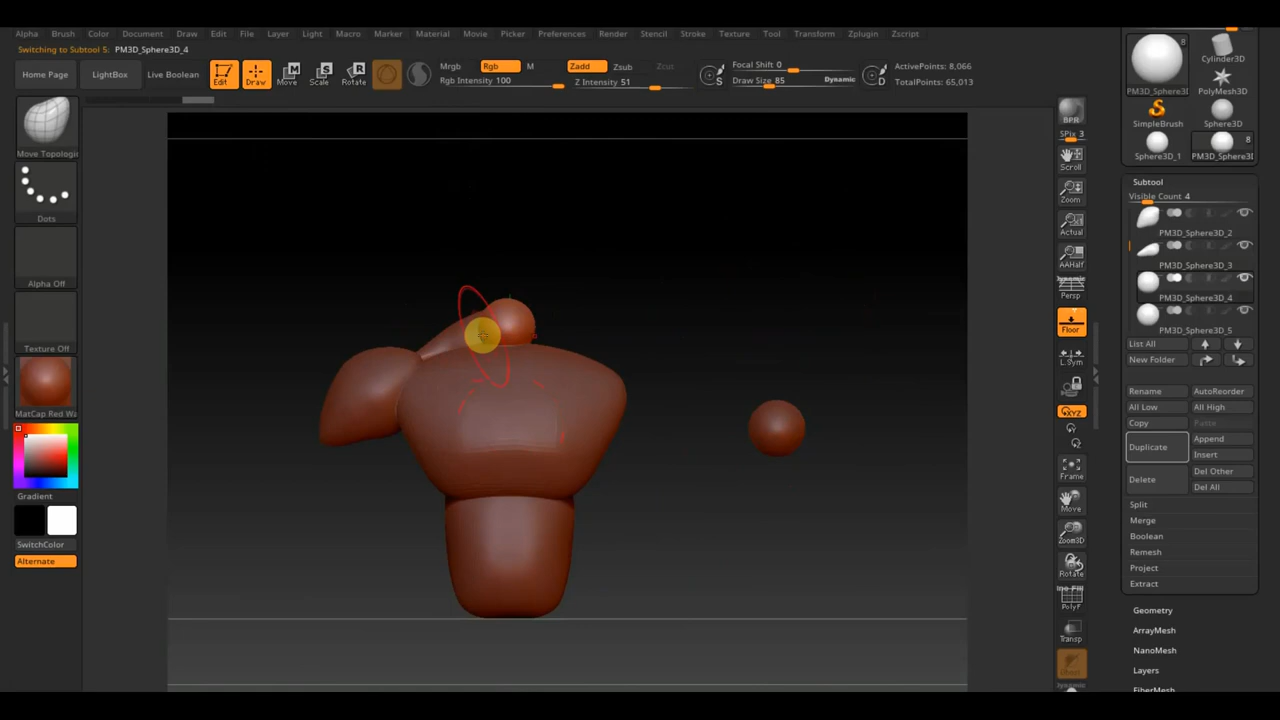 Alpha Brush Color Document Draw Edit File Layer Light Macro Marker Material Movie Picker Preferences Render Stencil Stroke Texture Tool Transform Zplugin Zscript
Switching to Subtool 5: PM3D_Sphere3D_4
Home Page LightBox Live Boolean Edit Draw Move Scale Rotate
Mrgb Rgb M
Rgb Intensity 100
Zadd Zsub Zcut
Z Intensity 51
S
Focal Shift 0
Draw Size 85 Dynamic
D
ActivePoints: 8,066
TotalPoints: 65,013
Move Topologic
Dots
Alpha Off
Texture Off
MatCap Red Wa
Gradient
SwitchColor
Alternate
BPR
SPix 3
Scroll
Zoom
Actual
AAHalf
Dynamic
Persp
Floor
L.Sym
XYZ
Frame
Move
Zoom3D
Rotate
PolyF
Transp
Dynamic
8
PM3D_Sphere3D
Cylinder3D
PolyMesh3D
SimpleBrush
Sphere3D
8
Sphere3D_1
PM3D_Sphere3D
Subtool
Visible Count 4
PM3D_Sphere3D_2
PM3D_Sphere3D_3
PM3D_Sphere3D_4
PM3D_Sphere3D_5
List All
New Folder
Rename AutoReorder
All Low All High
Copy Paste
Duplicate
Append
Insert
Delete
Del Other
Del All
Split
Merge
Boolean
Remesh
Project
Extract
Geometry
ArrayMesh
NanoMesh
Layers
FiberMesh